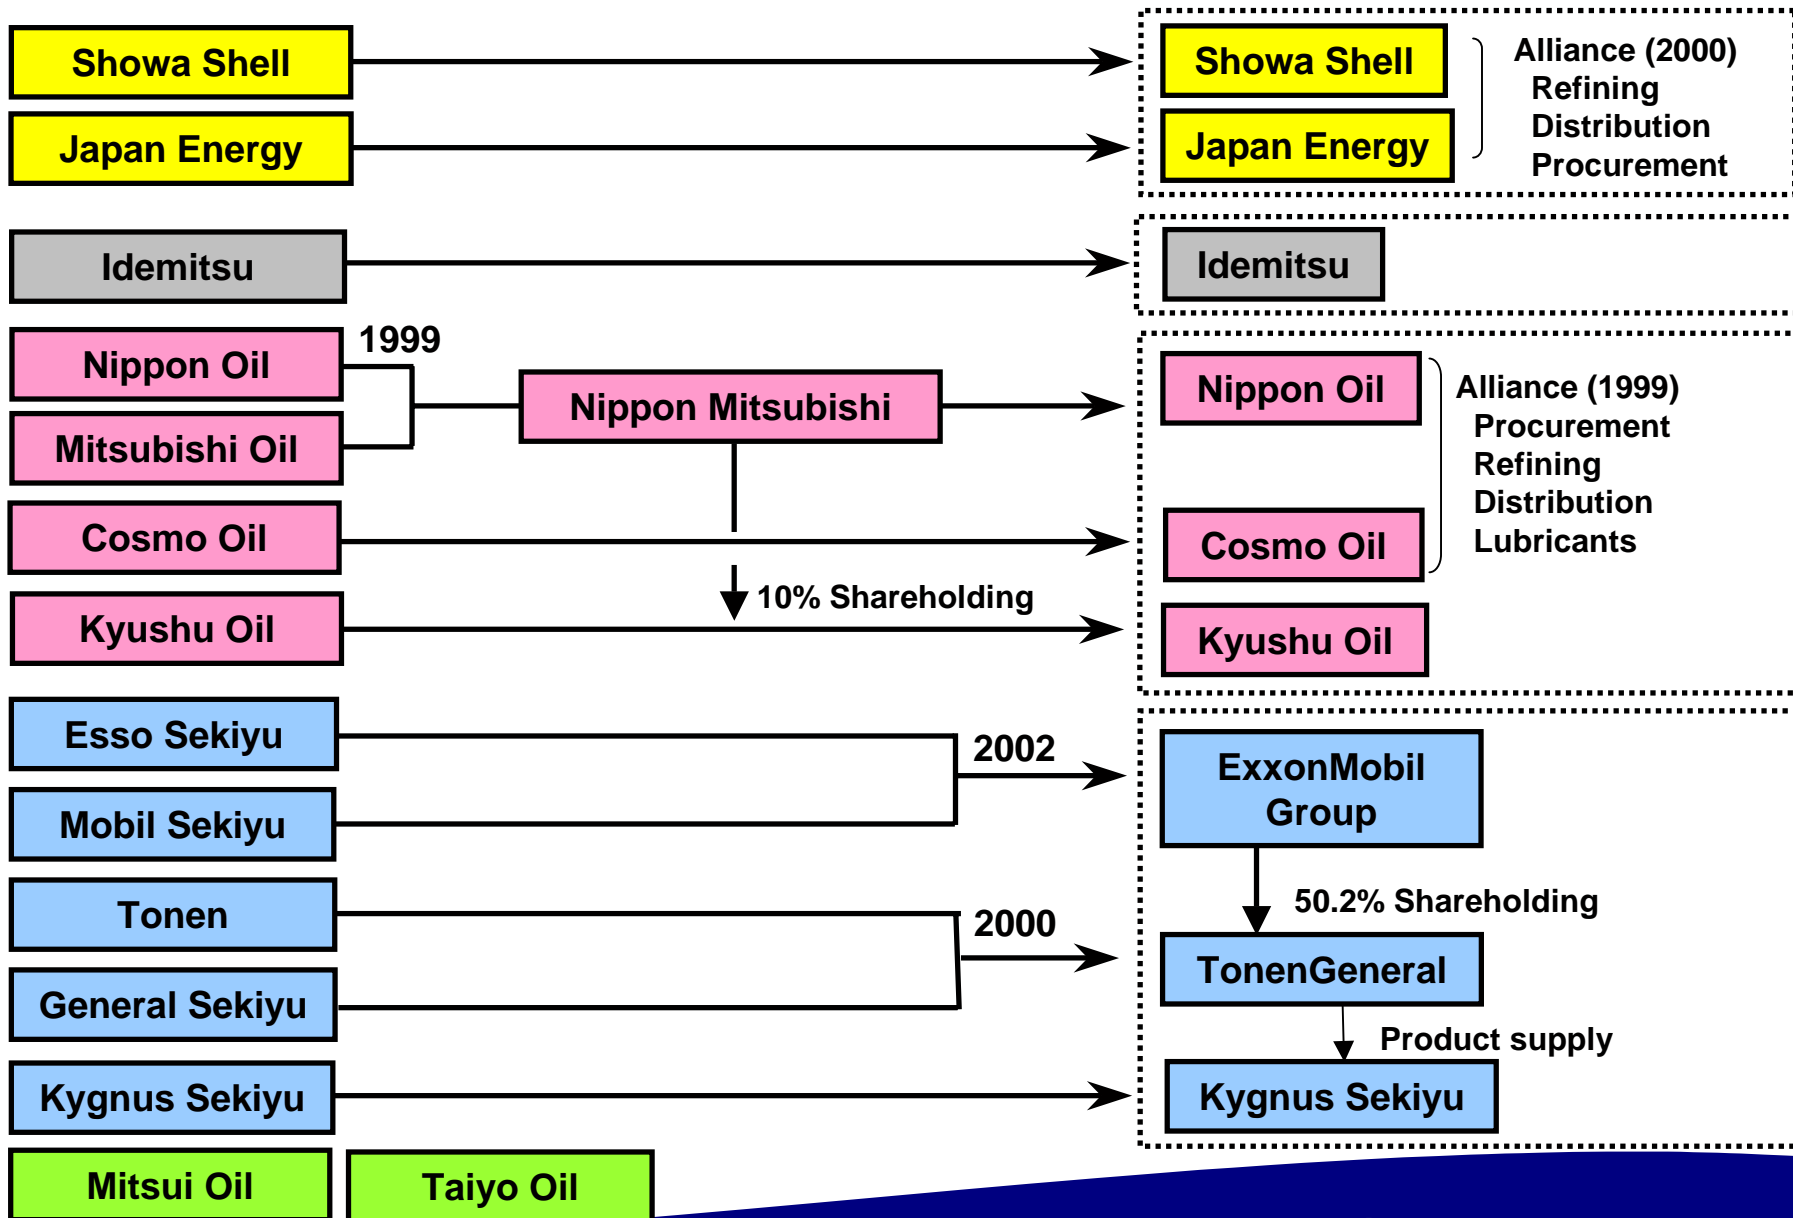 Showa Shell
Showa Shell
Alliance (2000)
Refining
Distribution
Procurement
Japan Energy
Japan Energy
Idemitsu
Idemitsu
Nippon Oil
1999
Mitsubishi Oil
Nippon Mitsubishi
Nippon Oil
Alliance (1999)
Procurement
Refining
Distribution
Lubricants
Cosmo Oil
Cosmo Oil
10% Shareholding
Kyushu Oil
Kyushu Oil
Esso Sekiyu
Mobil Sekiyu
2002
ExxonMobil
Group
50.2% Shareholding
Tonen
General Sekiyu
2000
TonenGeneral
Product supply
Kygnus Sekiyu
Kygnus Sekiyu
Mitsui Oil
Taiyo Oil